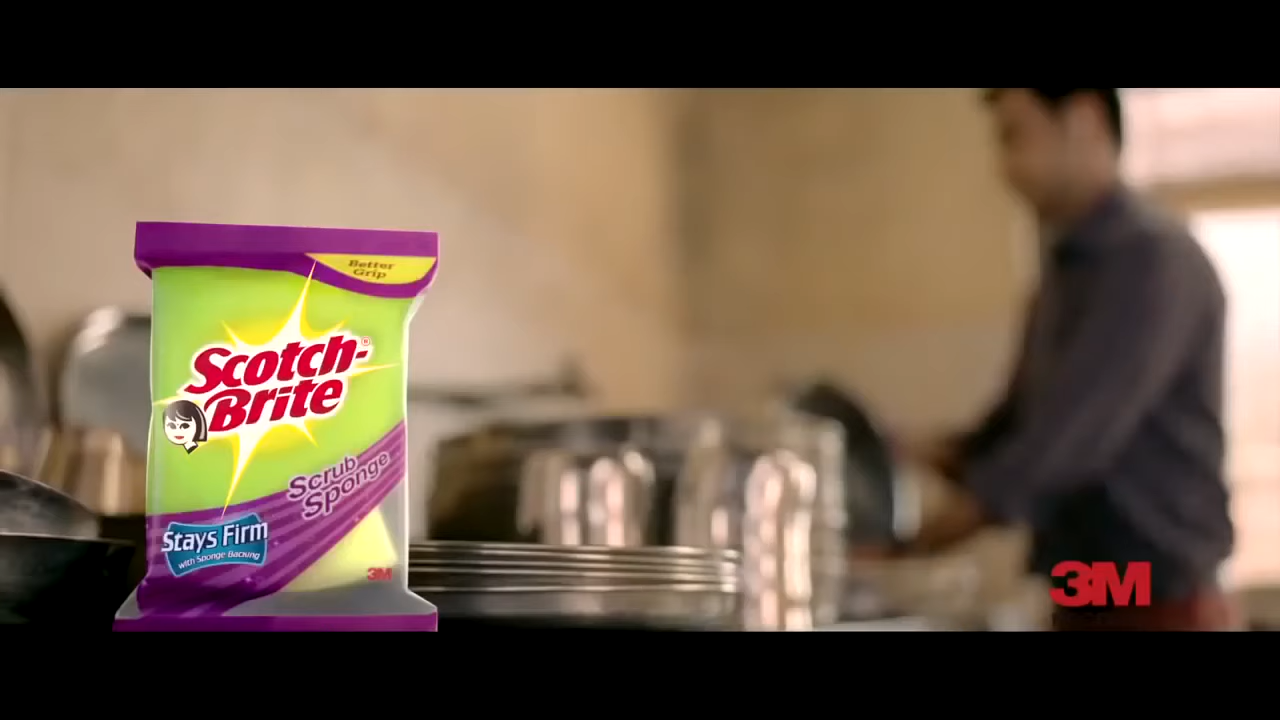 Better
Grip
Scotch-
Brite®
Scrub
Sponge
Stays Firm
with Sponge Backing
3M
3M